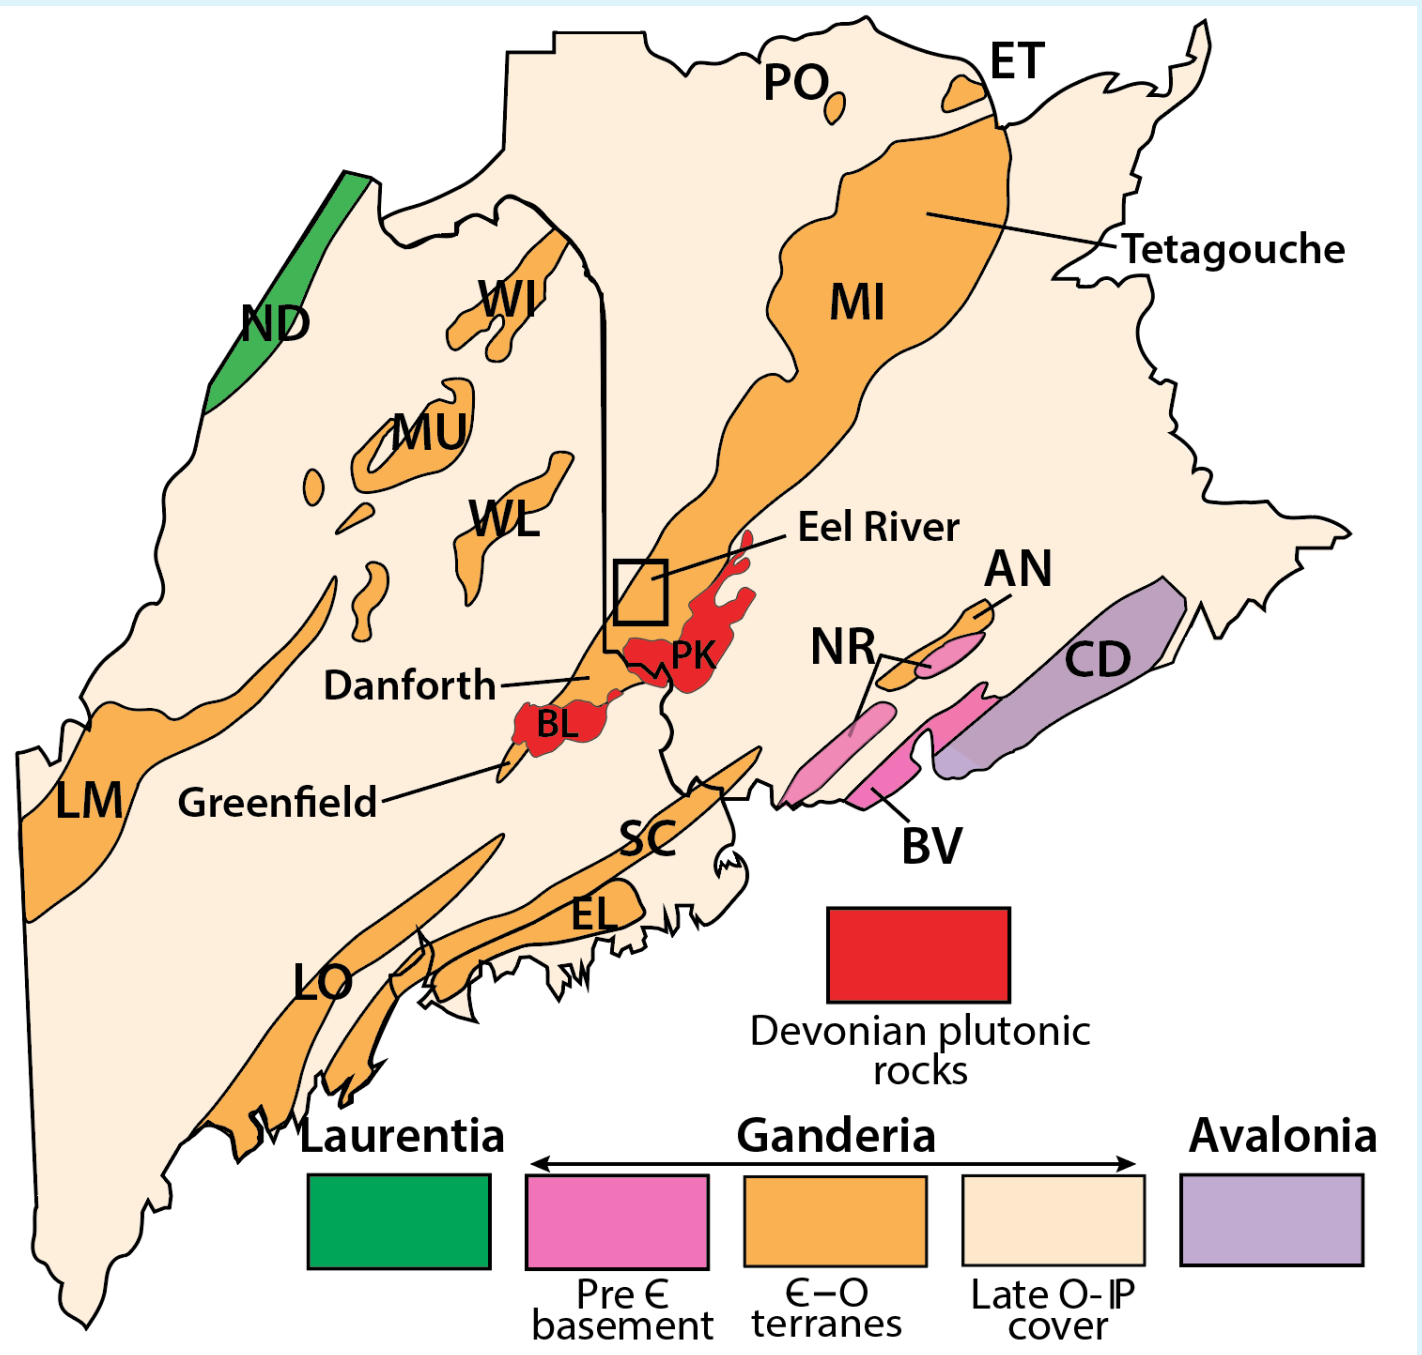 PO
ET
Tetagouche
WI
MI
ND
MU
WL
Eel River
AN
NR
CD
PK
Danforth
BL
LM
Greenfield
SC
BV
EL
LO
Devonian plutonic
rocks
Laurentia
Ganderia
Avalonia
Pre Ꞓ
basement
Ꞓ–O
terranes
Late O-ℙ
cover